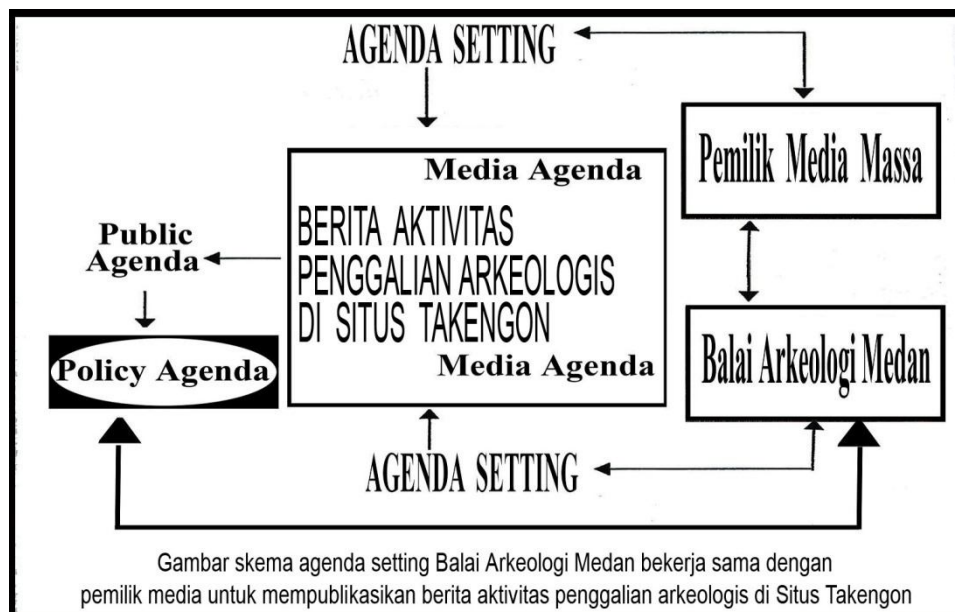 AGENDA SETTING
Pemilik Media Massa
Media Agenda
BERITA AKTIVITAS
PENGGALIAN ARKEOLOGIS
DI SITUS TAKENGON
Media Agenda
Public
Agenda
Policy Agenda
Balai Arkeologi Medan
AGENDA SETTING
Gambar skema agenda setting Balai Arkeologi Medan bekerja sama dengan
pemilik media untuk mempublikasikan berita aktivitas penggalian arkeologis di Situs Takengon